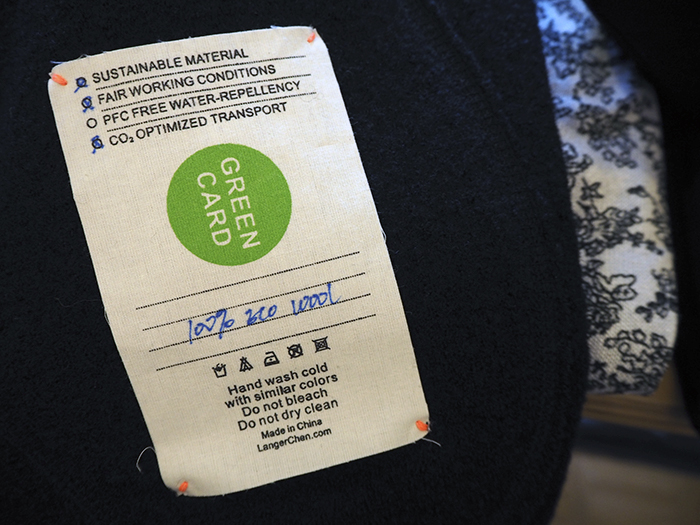 SUSTAINABLE MATERIAL
FAIR WORKING CONDITIONS
PFC FREE WATER-REPELLENCY
CO₂ OPTIMIZED TRANSPORT
GREEN
CARD
100% eco wool
Hand wash cold
with similar colors
Do not bleach
Do not dry clean
Made in China
LangerChen.com